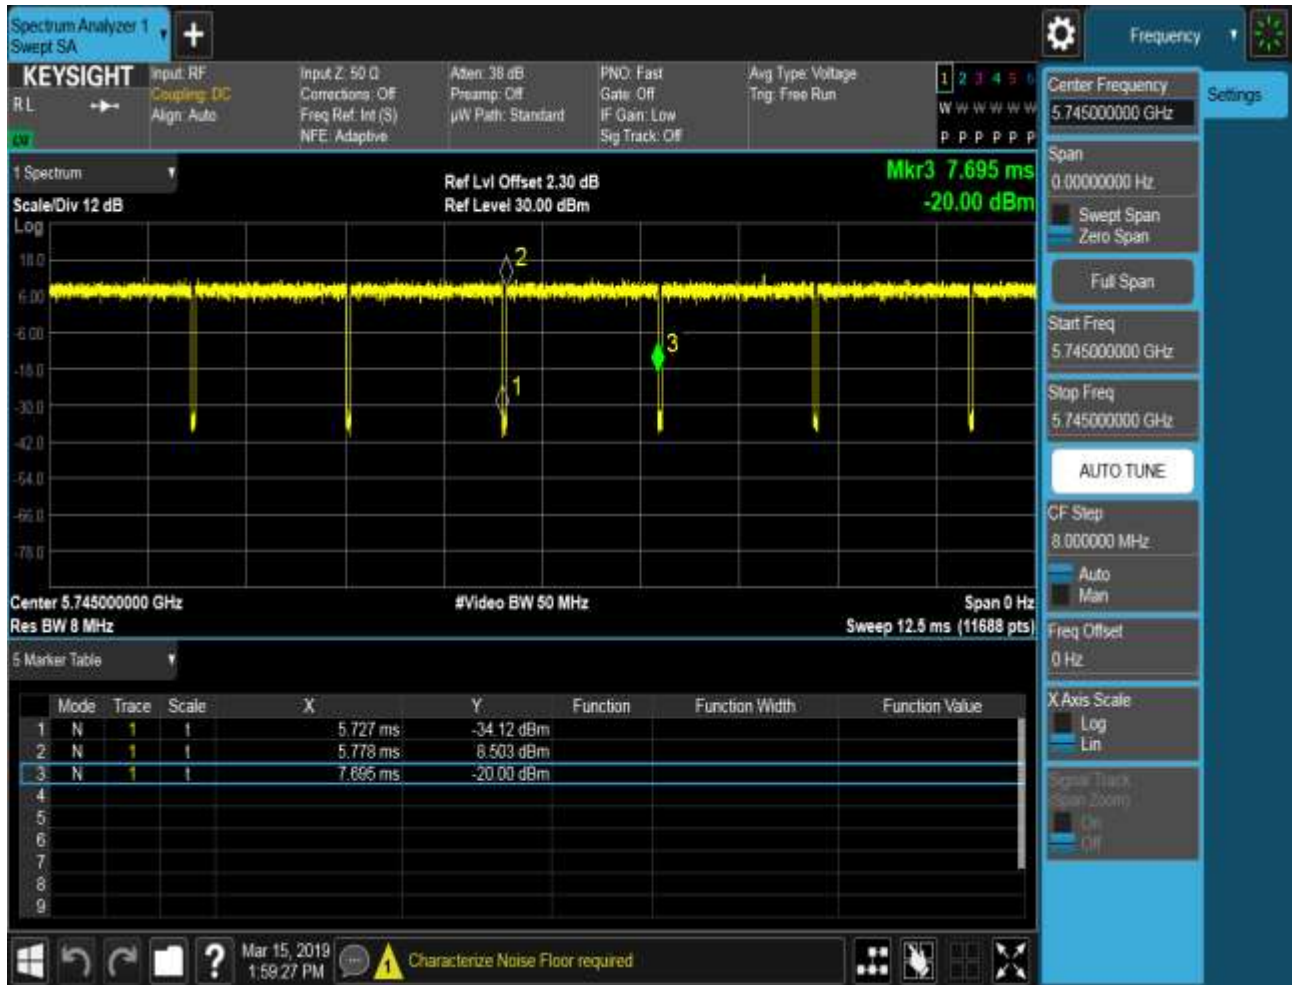 Spectrum Analyzer 1
Swept SA
Frequency
KEYSIGHT
RL
Input: RF
Coupling: DC
Align: Auto
Input Z: 50 Ω
Corrections: Off
Freq Ref: Int (S)
NFE: Adaptive
Atten: 38 dB
Preamp: Off
µW Path: Standard
PNO: Fast
Gate: Off
IF Gain: Low
Sig Track: Off
Avg Type: Voltage
Trig: Free Run
1 2 3 4 5 6
W W W W W W
P P P P P P
1 Spectrum
Scale/Div 12 dB
Ref Lvl Offset 2.30 dB
Ref Level 30.00 dBm
Mkr3 7.695 ms
-20.00 dBm
Log
18.0
6.00
-6.00
-18.0
-30.0
-42.0
-54.0
-66.0
-78.0
2
3
1
Center 5.745000000 GHz
#Video BW 50 MHz
Span 0 Hz
Res BW 8 MHz
Sweep 12.5 ms (11688 pts)
5 Marker Table
Mode Trace Scale X Y Function Function Width Function Value
1 N 1 t 5.727 ms -34.12 dBm
2 N 1 t 5.778 ms 8.503 dBm
3 N 1 t 7.695 ms -20.00 dBm
4
5
6
7
8
9
Mar 15, 2019
1:59:27 PM
?
1
Characterize Noise Floor required
Center Frequency
5.745000000 GHz
Settings
Span
0.00000000 Hz
Swept Span
Zero Span
Full Span
Start Freq
5.745000000 GHz
Stop Freq
5.745000000 GHz
AUTO TUNE
CF Step
8.000000 MHz
Auto
Man
Freq Offset
0 Hz
X Axis Scale
Log
Lin
Signal Track
(Span Zoom)
On
Off